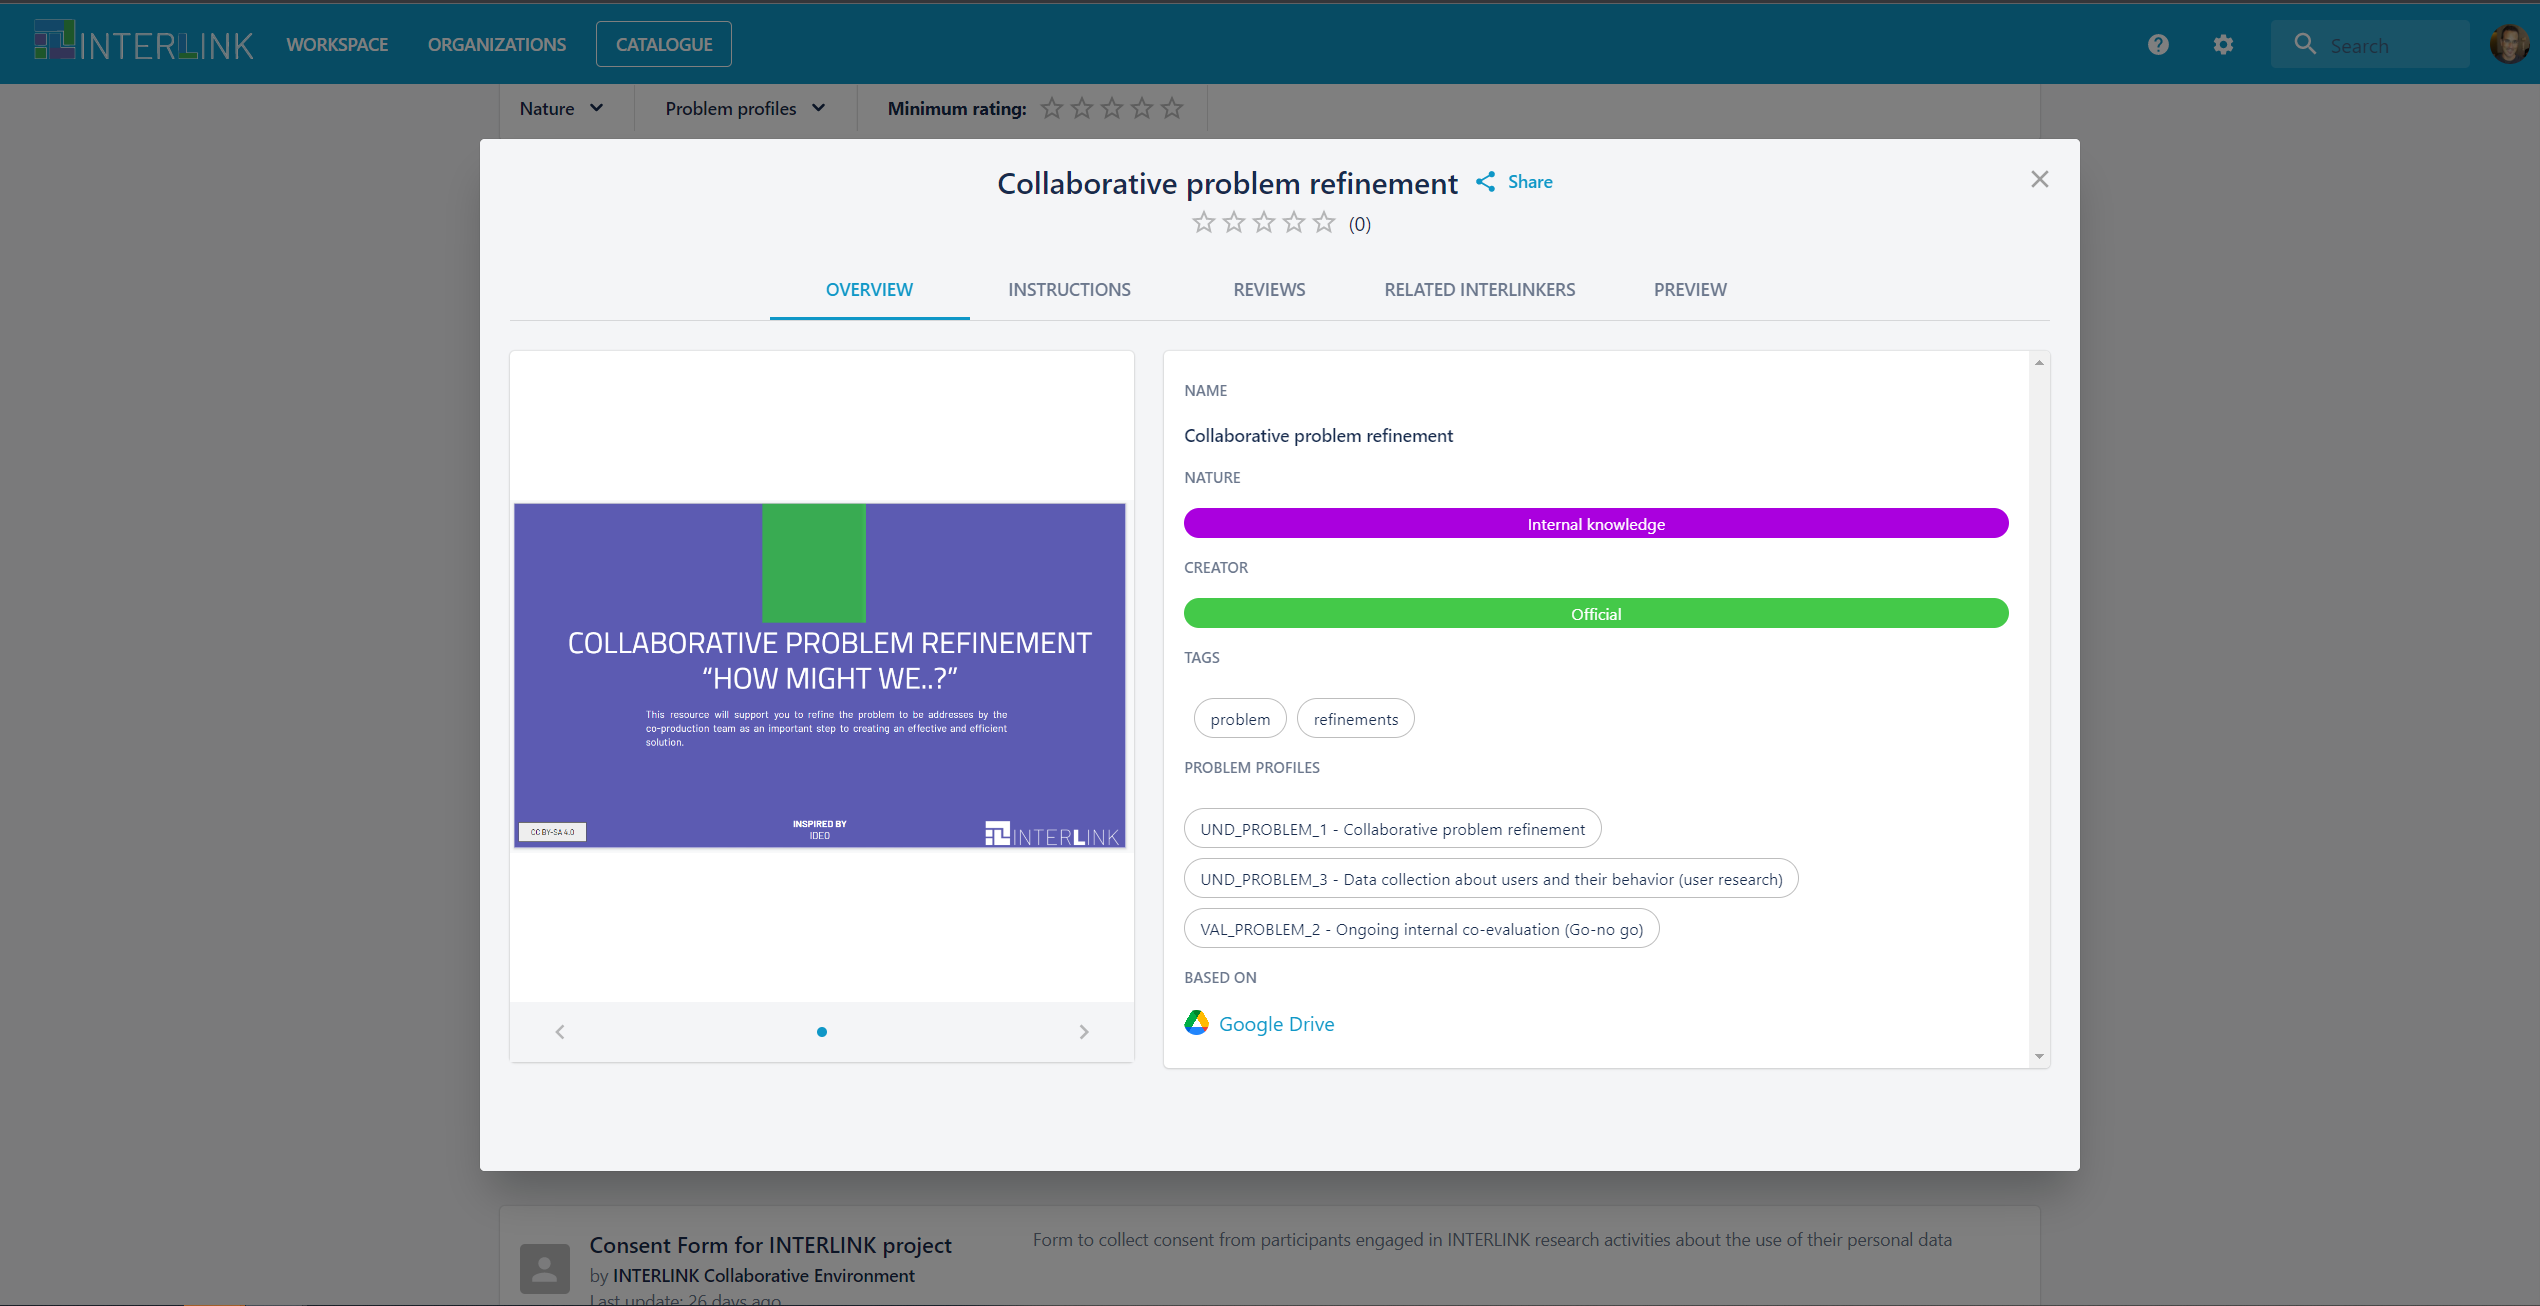 INTERLINK WORKSPACE ORGANIZATIONS CATALOGUE Search
Nature Problem profiles Minimum rating:
Collaborative problem refinement Share
(0)
OVERVIEW INSTRUCTIONS REVIEWS RELATED INTERLINKERS PREVIEW
COLLABORATIVE PROBLEM REFINEMENT
“HOW MIGHT WE..?”
This resource will support you to refine the problem to be addresses by the
co-production team as an important step to creating an effective and efficient
solution.
CC BY-SA 4.0
INSPIRED BY
IDEO
INTERLINK
NAME
Collaborative problem refinement
NATURE
Internal knowledge
CREATOR
Official
TAGS
problem refinements
PROBLEM PROFILES
UND_PROBLEM_1 - Collaborative problem refinement
UND_PROBLEM_3 - Data collection about users and their behavior (user research)
VAL_PROBLEM_2 - Ongoing internal co-evaluation (Go-no go)
BASED ON
Google Drive
Consent Form for INTERLINK project
by INTERLINK Collaborative Environment
Last update: 26 days ago
Form to collect consent from participants engaged in INTERLINK research activities about the use of their personal data